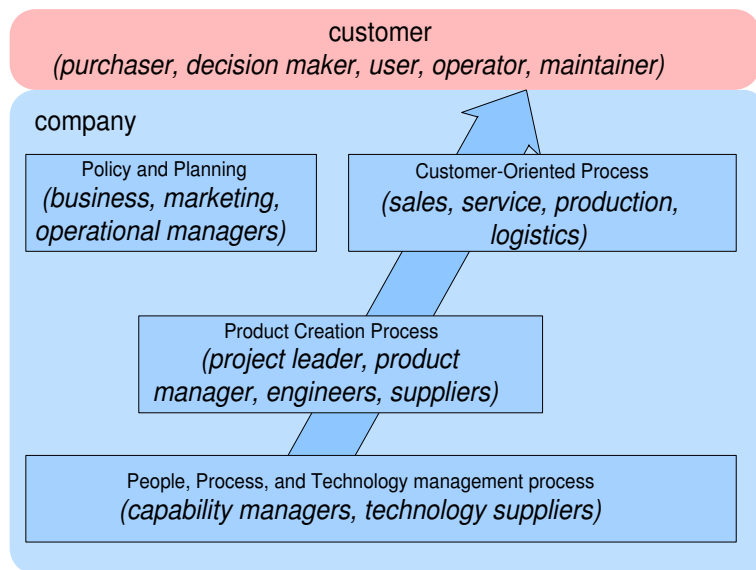 customer
(purchaser, decision maker, user, operator, maintainer)
company
Policy and Planning
(business, marketing,
operational managers)
Customer-Oriented Process
(sales, service, production,
logistics)
Product Creation Process
(project leader, product
manager, engineers, suppliers)
People, Process, and Technology management process
(capability managers, technology suppliers)